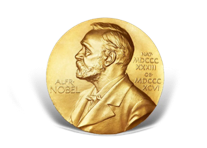 ALFR·
NOBEL
NAT·
MDCCC
XXXIII
OB·
MDCCC
XCVI